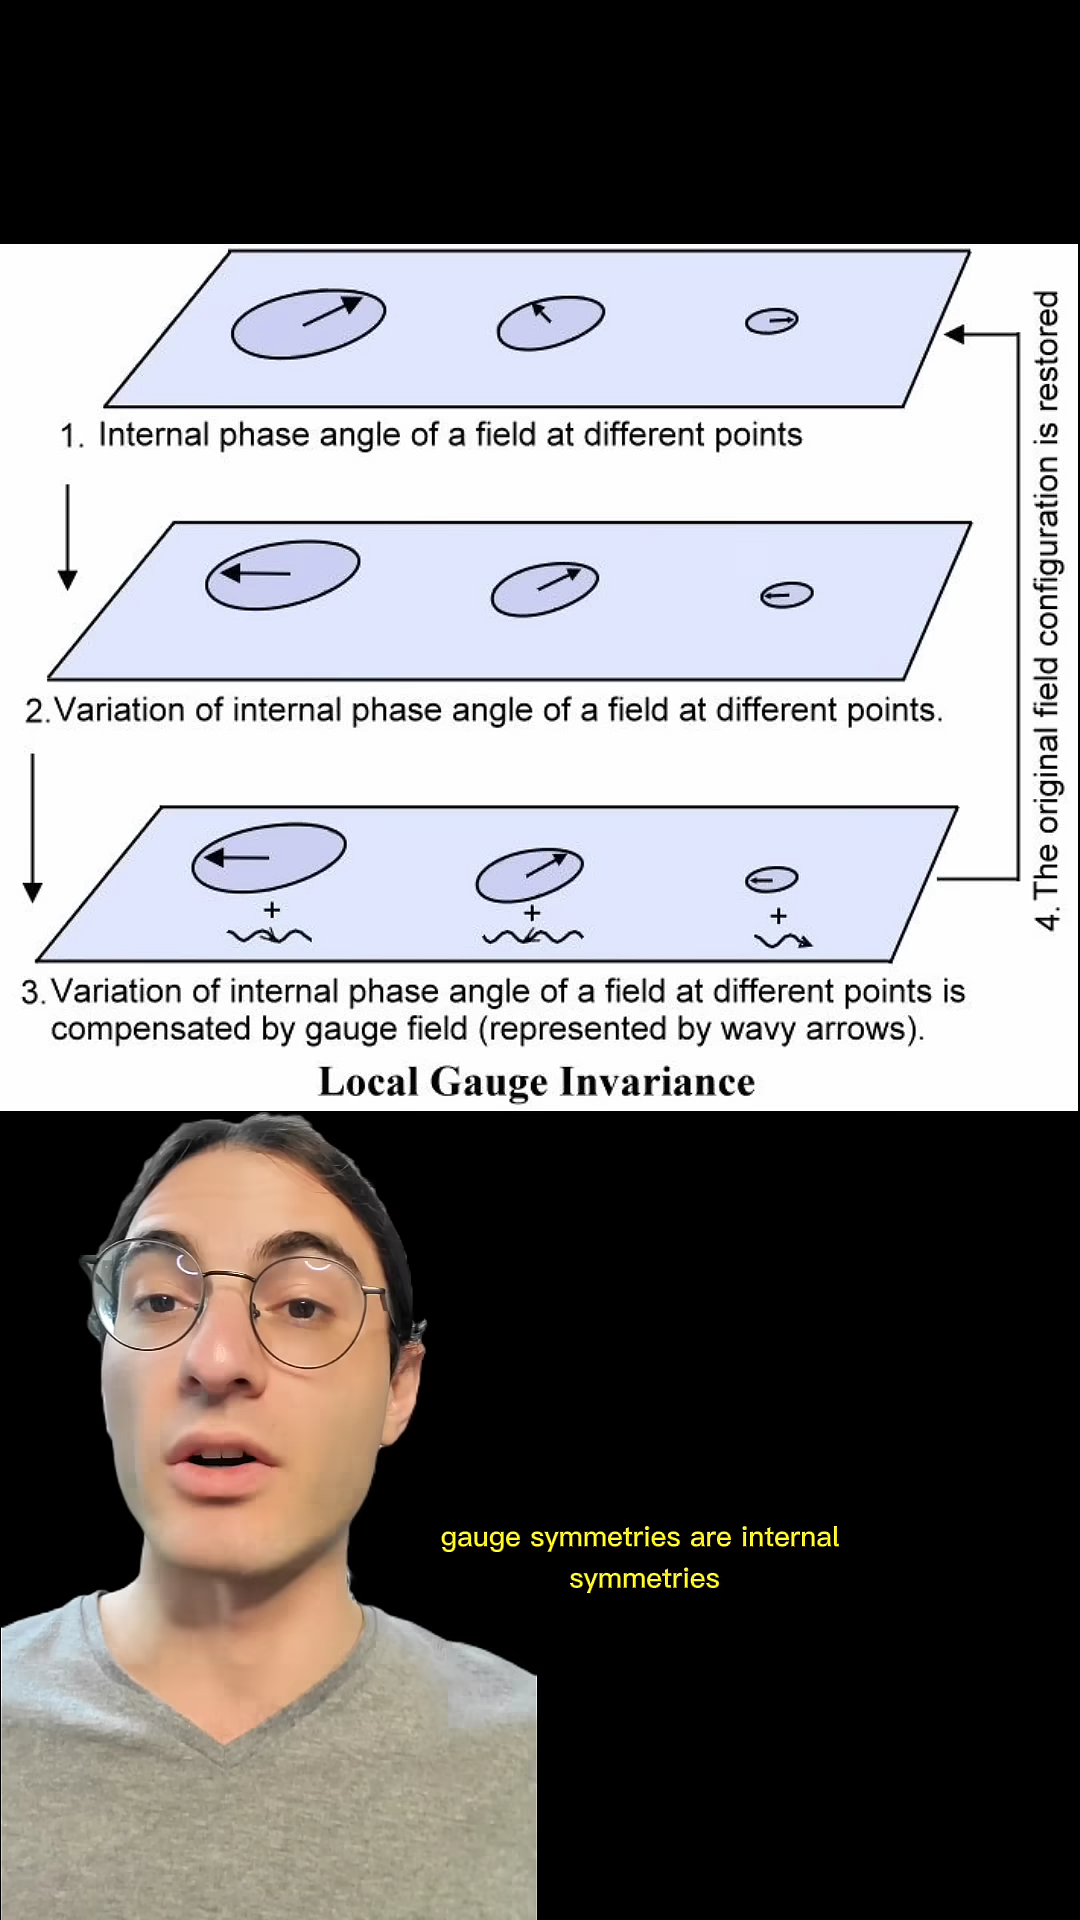 1. Internal phase angle of a field at different points
2. Variation of internal phase angle of a field at different points.
+ + +
3. Variation of internal phase angle of a field at different points is
compensated by gauge field (represented by wavy arrows).
4. The original field configuration is restored
Local Gauge Invariance
gauge symmetries are internal
symmetries